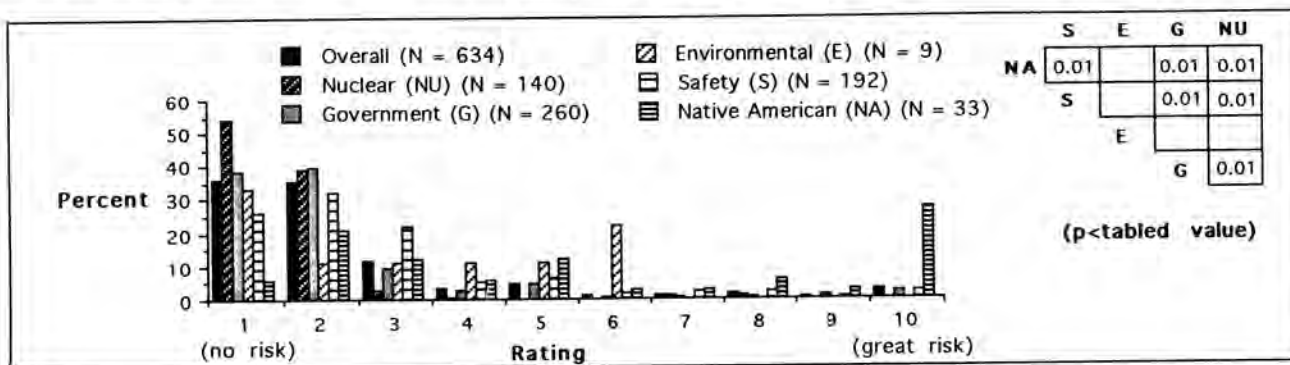 Overall (N = 634)
Nuclear (NU) (N = 140)
Government (G) (N = 260)
Environmental (E) (N = 9)
Safety (S) (N = 192)
Native American (NA) (N = 33)
S E G NU
NA 0.01 0.01 0.01
S 0.01 0.01
E
G 0.01
(p<tabled value)
Percent
60
50
40
30
20
10
0
1 2 3 4 5 6 7 8 9 10
(no risk) Rating (great risk)